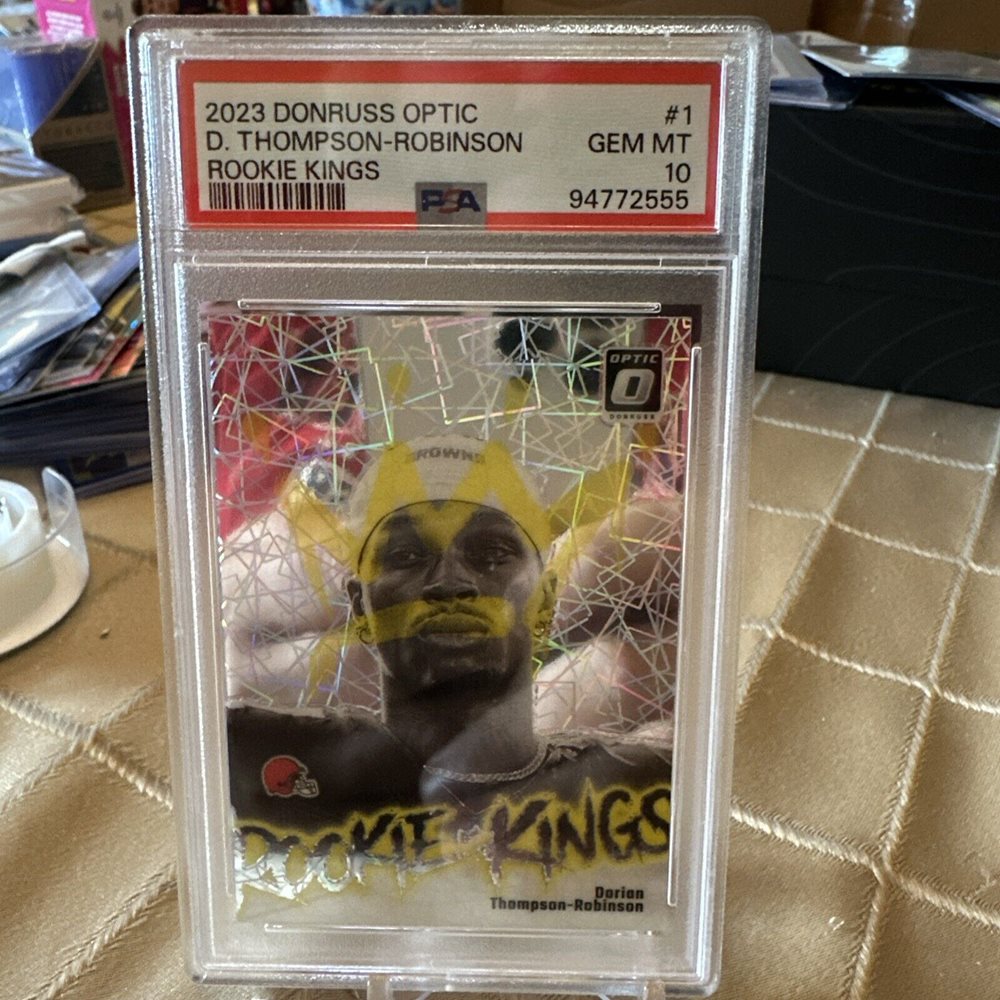 2023 DONRUSS OPTIC #1
D. THOMPSON-ROBINSON GEM MT
ROOKIE KINGS 10
PSA 94772555
OPTIC
O
DONRUSS
BROWNS
ROOKIE KINGS
Dorian
Thompson-Robinson